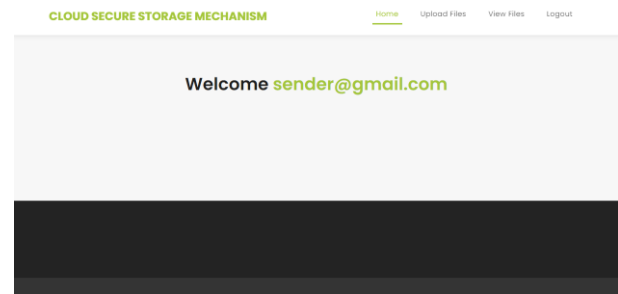 CLOUD SECURE STORAGE MECHANISM Home Upload Files View Files Logout
Welcome sender@gmail.com